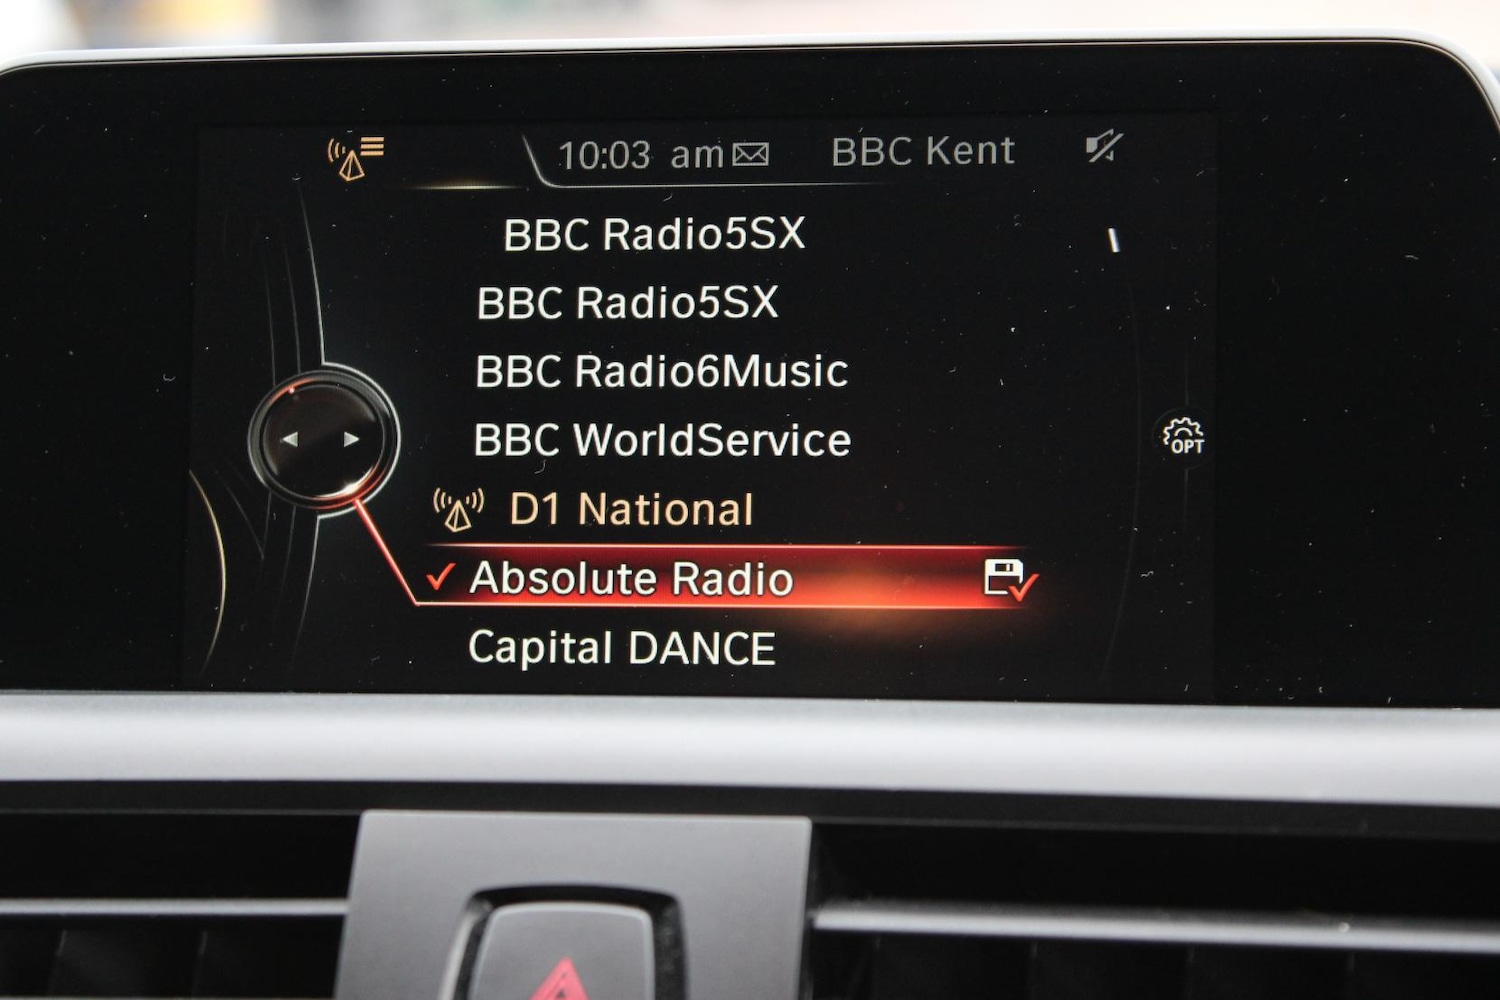 10:03 am BBC Kent
BBC Radio5SX
BBC Radio5SX
BBC Radio6Music
BBC WorldService
OPT
D1 National
Absolute Radio
Capital DANCE